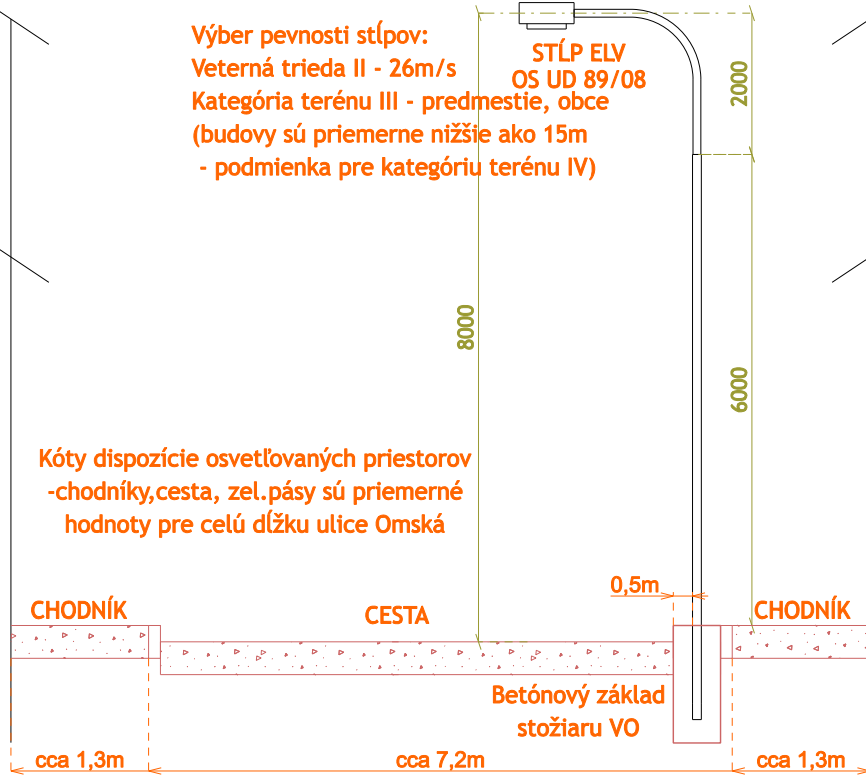 Výber pevnosti stĺpov:
Veterná trieda II - 26m/s
Kategória terénu III - predmestie, obce
(budovy sú priemerne nižšie ako 15m
- podmienka pre kategóriu terénu IV)
STĹP ELV
OS UD 89/08
2000
8000
6000
Kóty dispozície osvetľovaných priestorov
-chodníky,cesta, zel.pásy sú priemerné
hodnoty pre celú dĺžku ulice Omská
0,5m
CHODNÍK
CESTA
CHODNÍK
Betónový základ
stožiaru VO
cca 1,3m
cca 7,2m
cca 1,3m